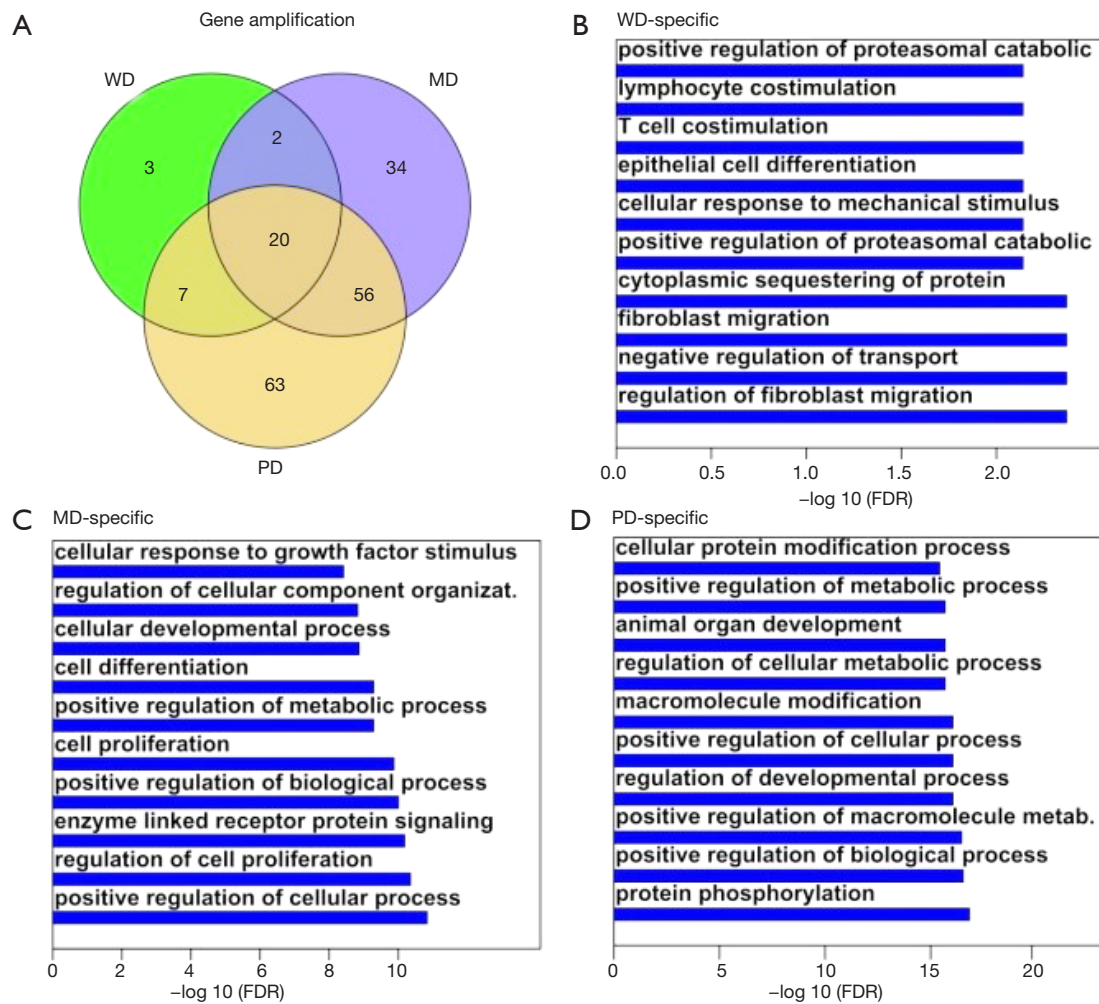 A
Gene amplification
WD
MD
2
3
34
20
7
56
63
PD
B
WD-specific
positive regulation of proteasomal catabolic
lymphocyte costimulation
T cell costimulation
epithelial cell differentiation
cellular response to mechanical stimulus
positive regulation of proteasomal catabolic
cytoplasmic sequestering of protein
fibroblast migration
negative regulation of transport
regulation of fibroblast migration
0.0 0.5 1.0 1.5 2.0
–log 10 (FDR)
C
MD-specific
cellular response to growth factor stimulus
regulation of cellular component organizat.
cellular developmental process
cell differentiation
positive regulation of metabolic process
cell proliferation
positive regulation of biological process
enzyme linked receptor protein signaling
regulation of cell proliferation
positive regulation of cellular process
0 2 4 6 8 10
–log 10 (FDR)
D
PD-specific
cellular protein modification process
positive regulation of metabolic process
animal organ development
regulation of cellular metabolic process
macromolecule modification
positive regulation of cellular process
regulation of developmental process
positive regulation of macromolecule metab.
positive regulation of biological process
protein phosphorylation
0 5 10 15 20
–log 10 (FDR)